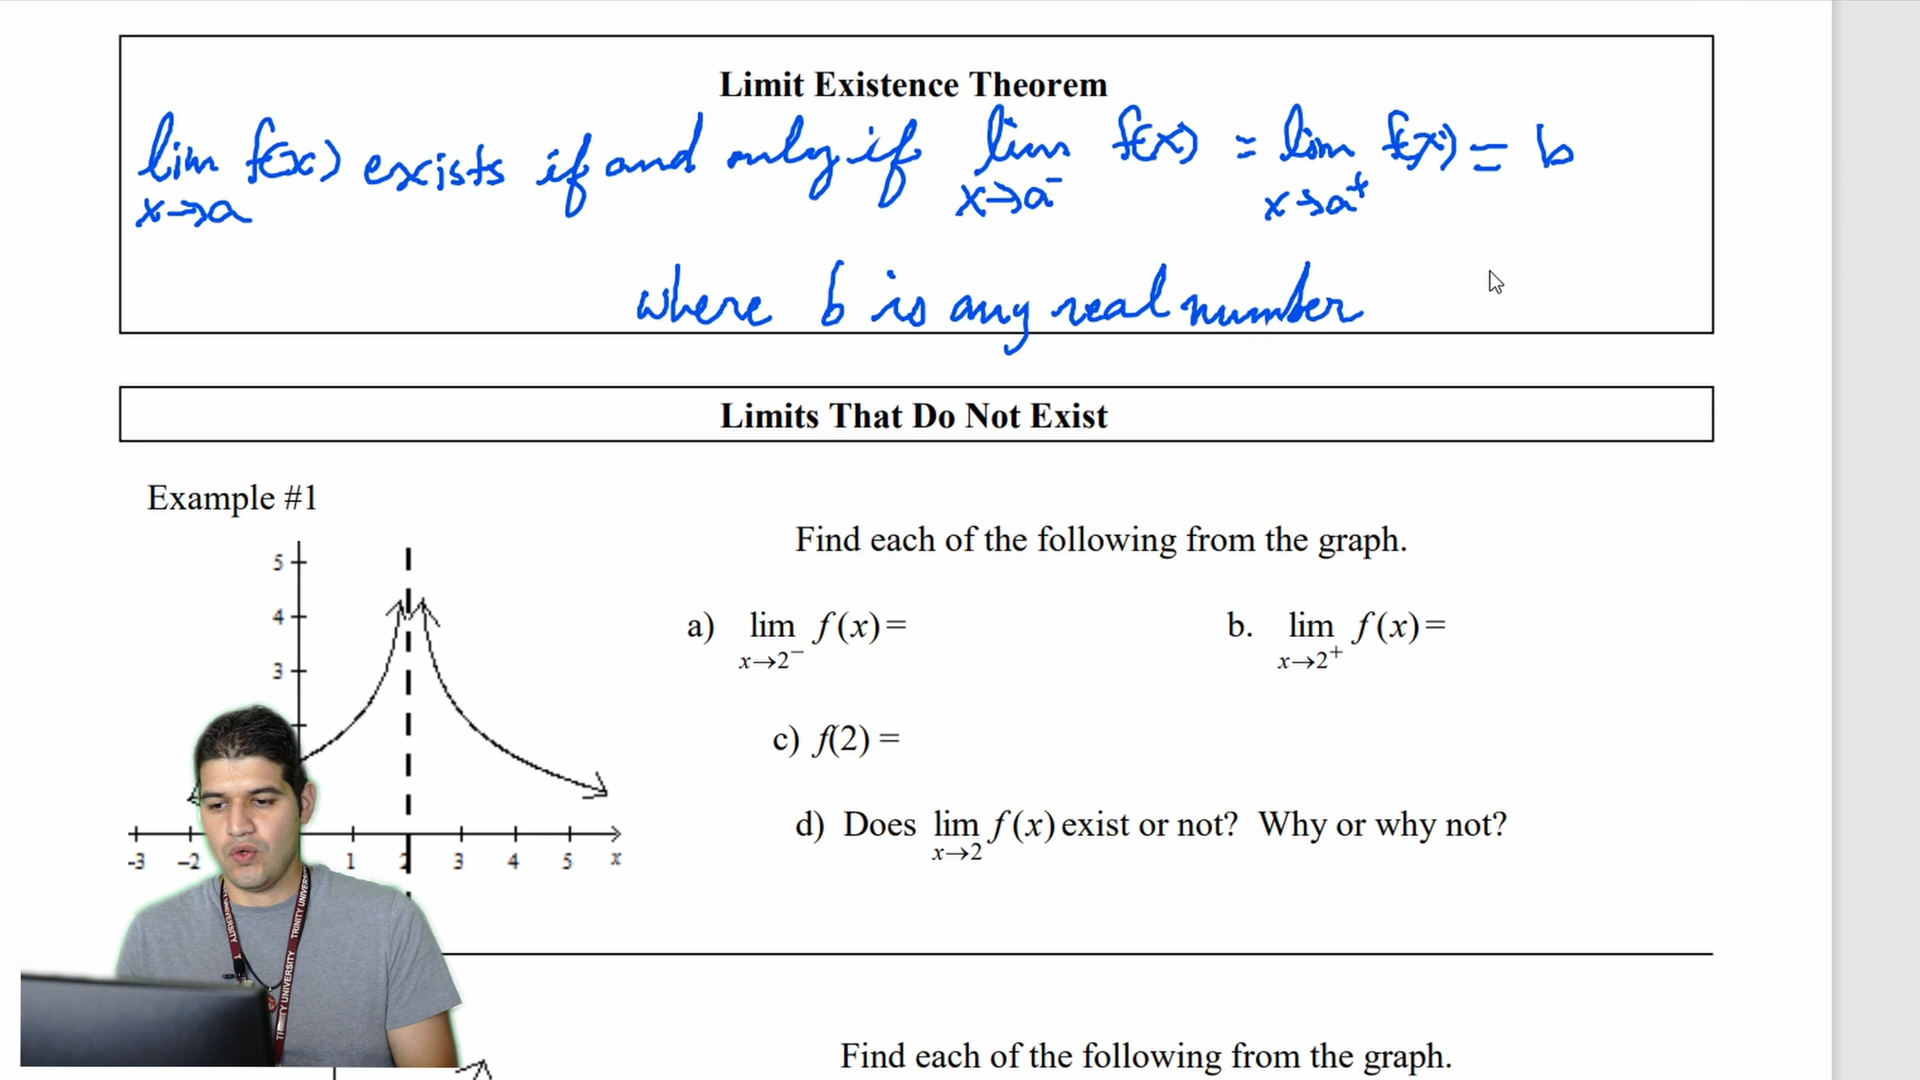 Limit Existence Theorem
lim f(x) exists if and only if lim f(x) = lim f(x) = b
x→a x→a⁻ x→a⁺
where b is any real number
Limits That Do Not Exist
Example #1
Find each of the following from the graph.
5
4
3
-3 -2 1 2 3 4 5 x
a) lim f(x)= b. lim f(x)=
x→2⁻ x→2⁺
c) f(2) =
d) Does lim f(x) exist or not? Why or why not?
x→2
TRINITY UNIVERSITY
Find each of the following from the graph.